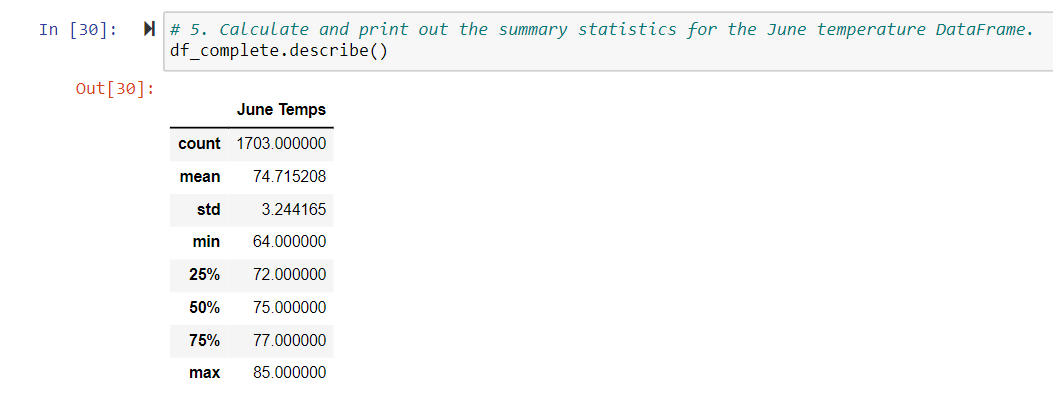 In [30]:
# 5. Calculate and print out the summary statistics for the June temperature DataFrame.
df_complete.describe()
Out[30]:
June Temps
count 1703.000000
mean 74.715208
std 3.244165
min 64.000000
25% 72.000000
50% 75.000000
75% 77.000000
max 85.000000